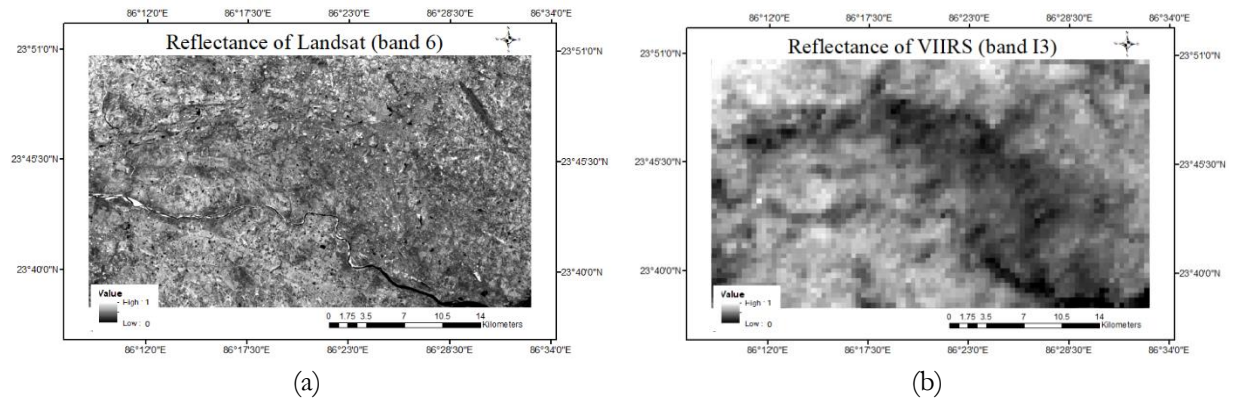 86°12'0"E 86°17'30"E 86°23'0"E 86°28'30"E 86°34'0"E
Reflectance of Landsat (band 6)
23°51'0"N 23°51'0"N
23°45'30"N 23°45'30"N
23°40'0"N 23°40'0"N
Value
High : 1
Low : 0
0 1.75 3.5 7 10.5 14
Kilometers
86°12'0"E 86°17'30"E 86°23'0"E 86°28'30"E 86°34'0"E
(a)
86°12'0"E 86°17'30"E 86°23'0"E 86°28'30"E 86°34'0"E
Reflectance of VIIRS (band I3)
23°51'0"N 23°51'0"N
23°45'30"N 23°45'30"N
23°40'0"N 23°40'0"N
Value
High : 1
Low : 0
0 1.75 3.5 7 10.5 14
Kilometers
86°12'0"E 86°17'30"E 86°23'0"E 86°28'30"E 86°34'0"E
(b)